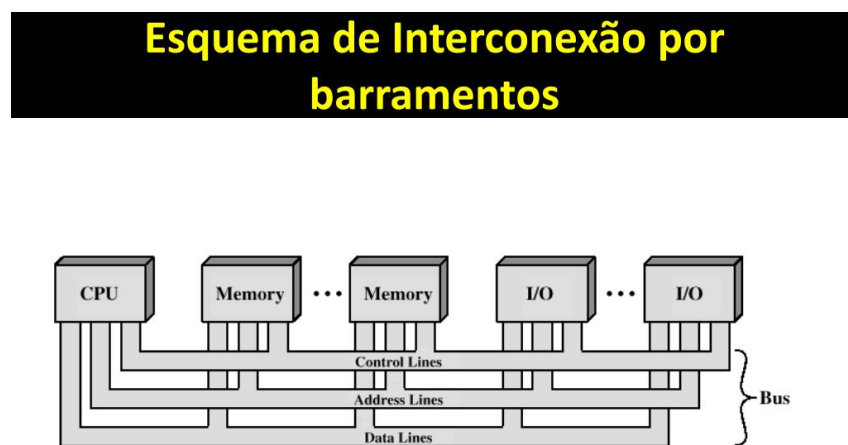 Esquema de Interconexão por
barramentos
CPU Memory ••• Memory I/O ••• I/O
Control Lines
Address Lines
Bus
Data Lines